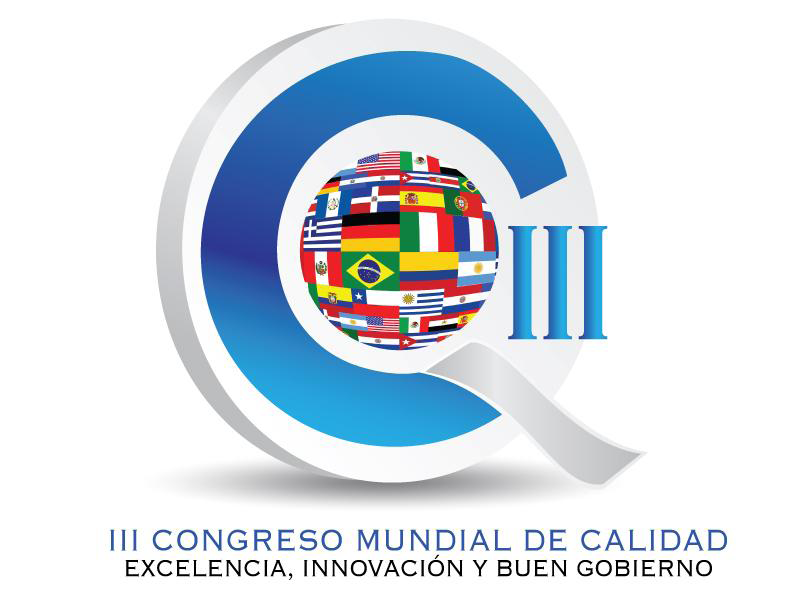 III
III CONGRESO MUNDIAL DE CALIDAD
EXCELENCIA, INNOVACIÓN Y BUEN GOBIERNO